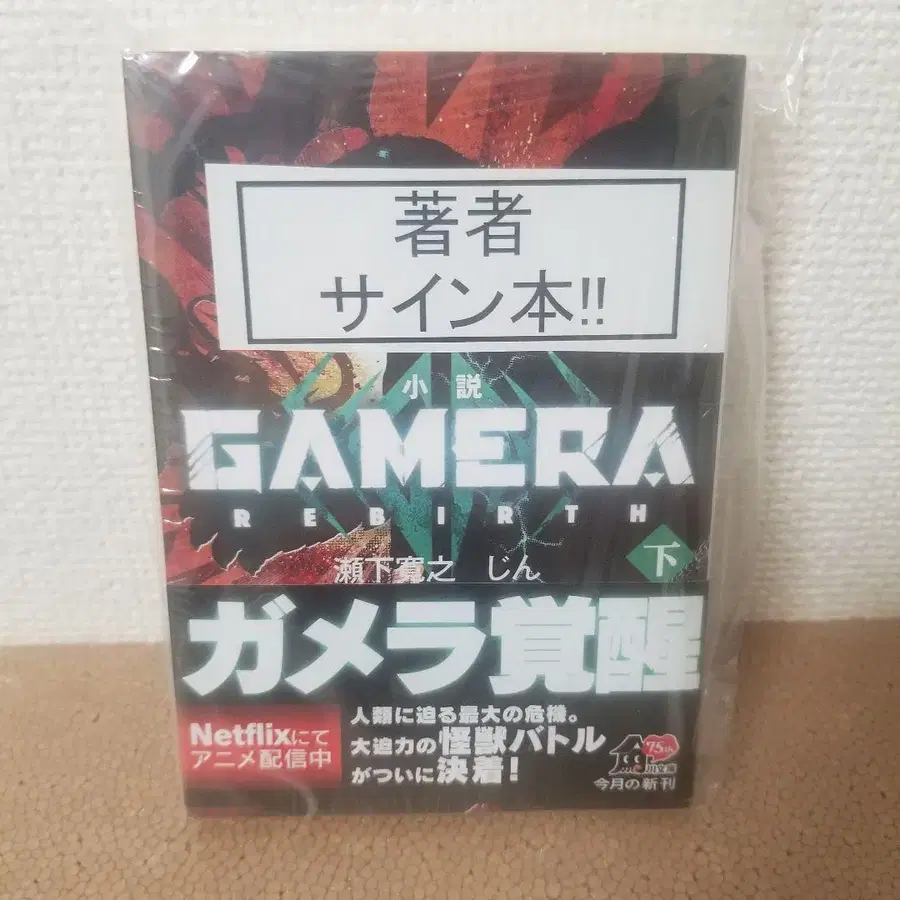 著者
サイン本!!
小説
GAMERA
REBIRTH
下
瀬下寛之 じん
ガメラ覚醒
Netflixにて
アニメ配信中
人類に迫る最大の危機。
大迫力の怪獣バトル
がついに決着!
75th
川文庫
今月の新刊